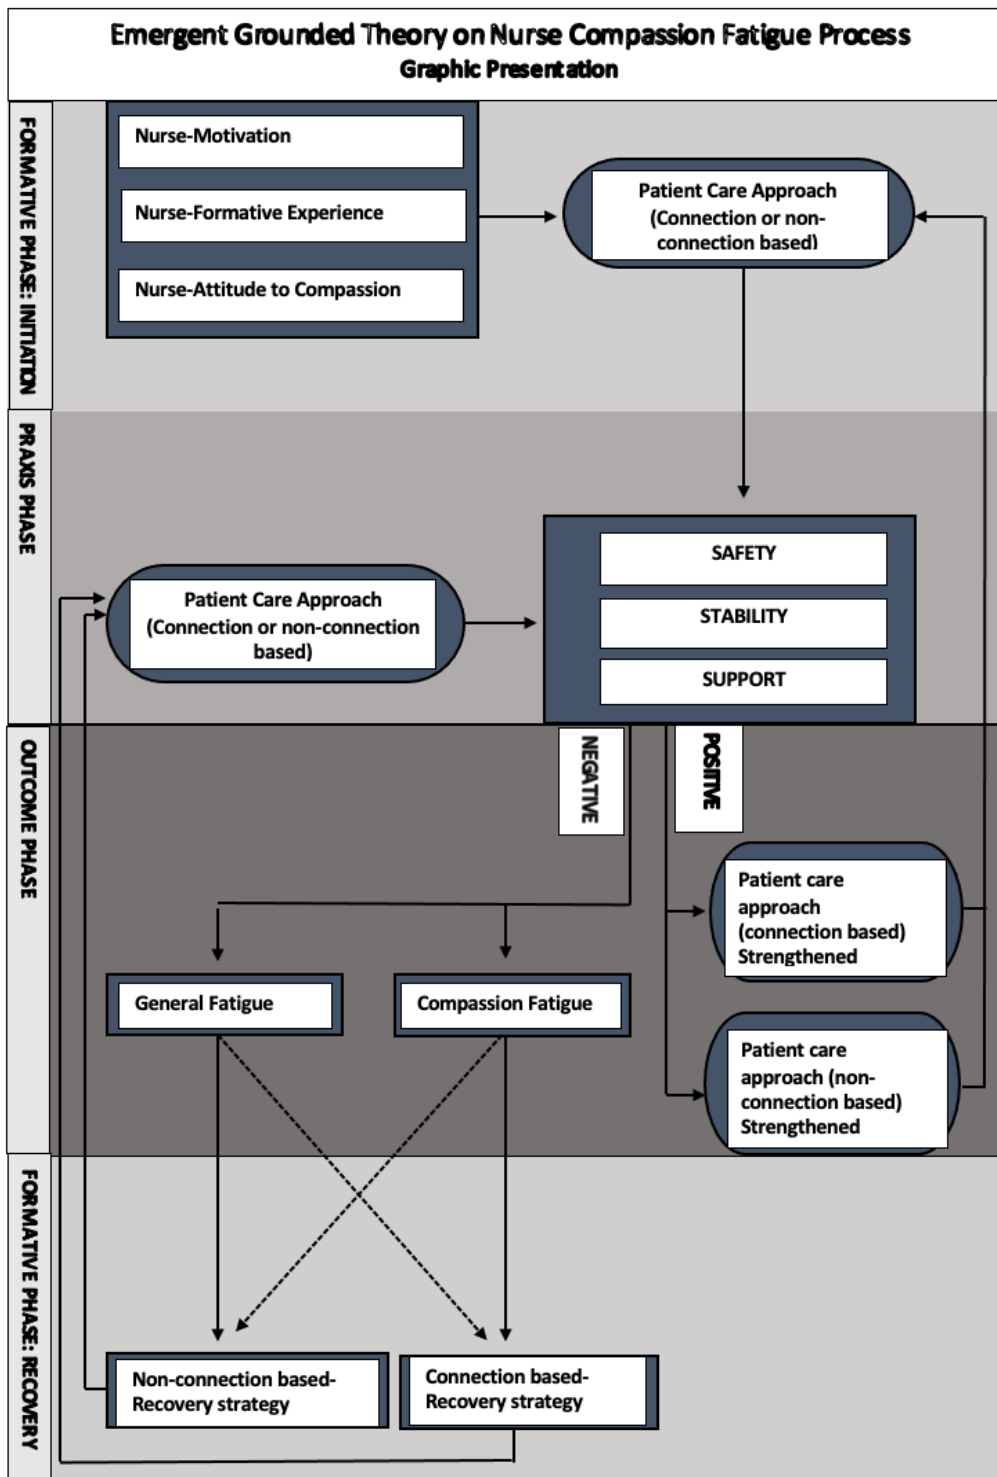 Emergent Grounded Theory on Nurse Compassion Fatigue Process
Graphic Presentation
FORMATIVE PHASE: INITIATION
Nurse-Motivation
Nurse-Formative Experience
Nurse-Attitude to Compassion
Patient Care Approach
(Connection or non-
connection based)
PRAXIS PHASE
Patient Care Approach
(Connection or non-connection
based)
SAFETY
STABILITY
SUPPORT
OUTCOME PHASE
NEGATIVE
POSITIVE
Patient care
approach
(connection based)
Strengthened
General Fatigue
Compassion Fatigue
Patient care
approach (non-
connection based)
Strengthened
FORMATIVE PHASE: RECOVERY
Non-connection based-
Recovery strategy
Connection based-
Recovery strategy